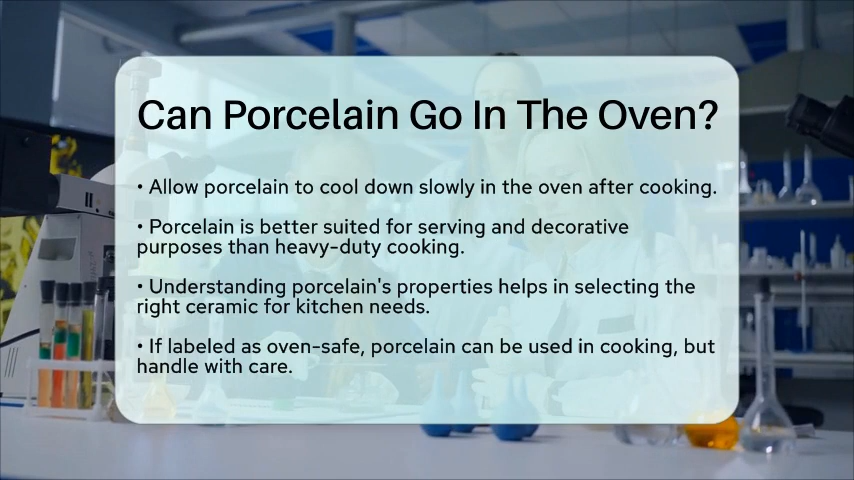 Can Porcelain Go In The Oven?
• Allow porcelain to cool down slowly in the oven after cooking.
• Porcelain is better suited for serving and decorative
purposes than heavy-duty cooking.
• Understanding porcelain's properties helps in selecting the
right ceramic for kitchen needs.
• If labeled as oven-safe, porcelain can be used in cooking, but
handle with care.